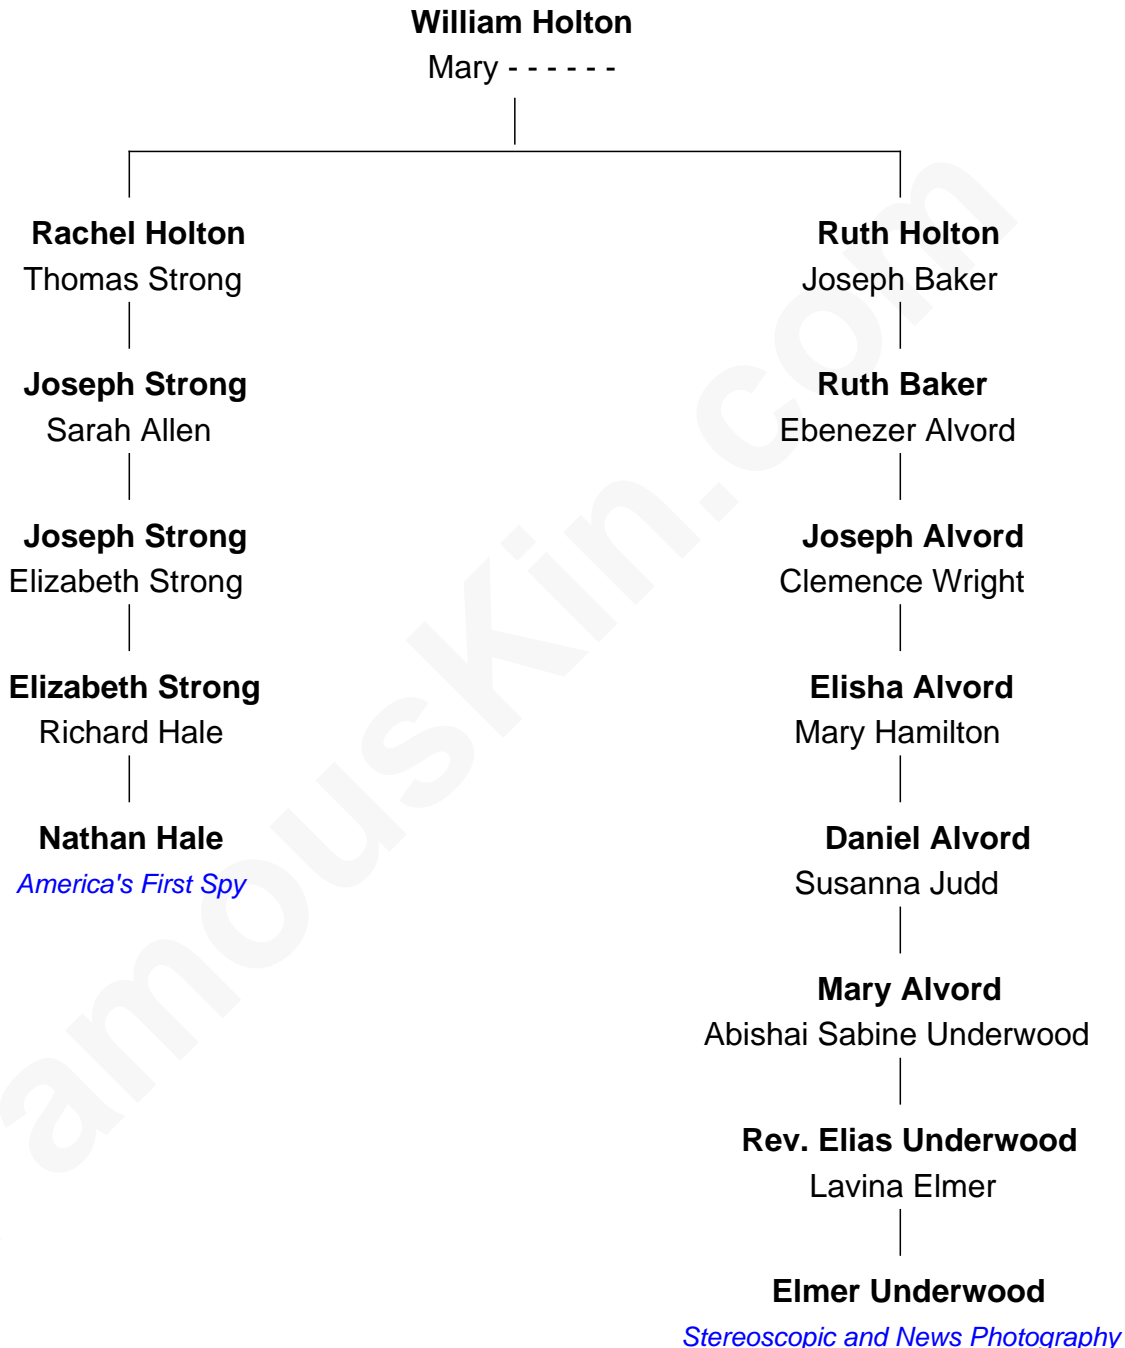 William Holton
Mary - - - - - -
Rachel Holton
Thomas Strong
Joseph Strong
Sarah Allen
Joseph Strong
Elizabeth Strong
Elizabeth Strong
Richard Hale
Nathan Hale
America's First Spy
Ruth Holton
Joseph Baker
Ruth Baker
Ebenezer Alvord
Joseph Alvord
Clemence Wright
Elisha Alvord
Mary Hamilton
Daniel Alvord
Susanna Judd
Mary Alvord
Abishai Sabine Underwood
Rev. Elias Underwood
Lavina Elmer
Elmer Underwood
Stereoscopic and News Photography
amouskin.com